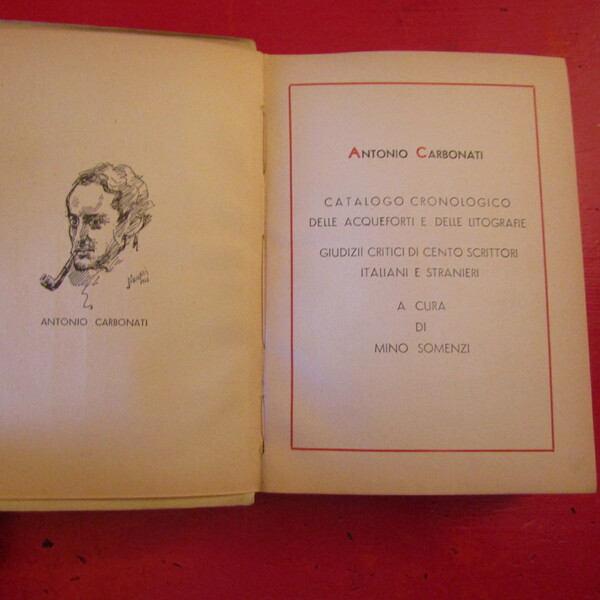 ANTONIO CARBONATI
ANTONIO CARBONATI
CATALOGO CRONOLOGICO
DELLE ACQUEFORTI E DELLE LITOGRAFIE
GIUDIZII CRITICI DI CENTO SCRITTORI
ITALIANI E STRANIERI
A CURA
DI
MINO SOMENZI